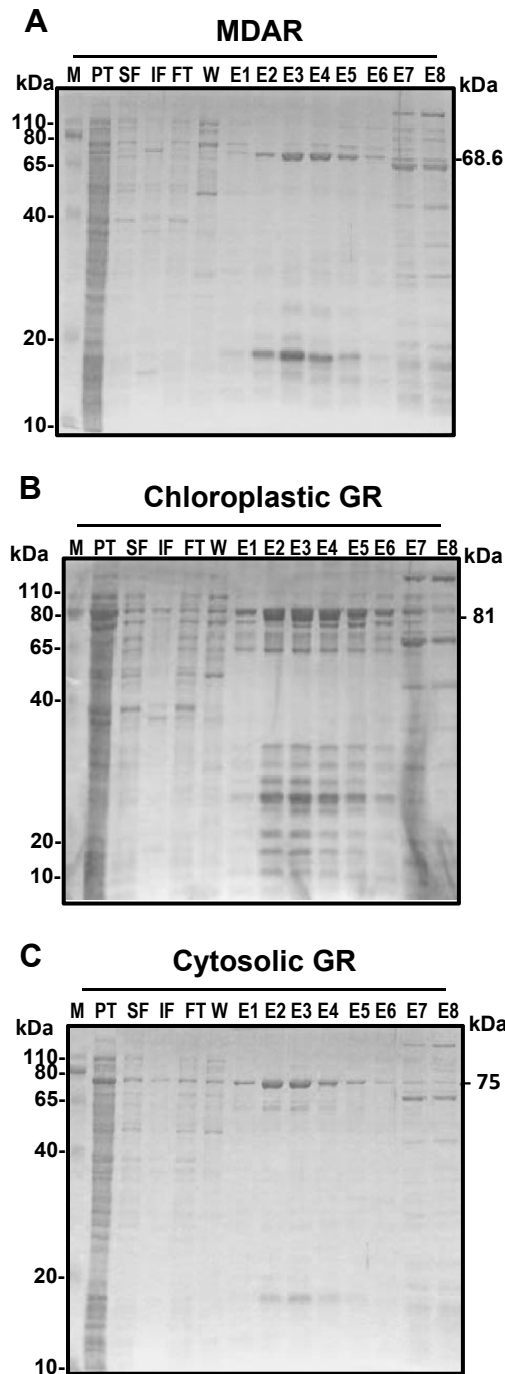 A
MDAR
kDa M PT SF IF FT W E1 E2 E3 E4 E5 E6 E7 E8 kDa
110-
80-
65-
-68.6
40-
20-
10-
B
Chloroplastic GR
kDa M PT SF IF FT W E1 E2 E3 E4 E5 E6 E7 E8 kDa
110-
80-
- 81
65-
40-
20-
10-
C
Cytosolic GR
M PT SF IF FT W E1 E2 E3 E4 E5 E6 E7 E8
kDa kDa
110-
80-
- 75
65-
40-
20-
10-